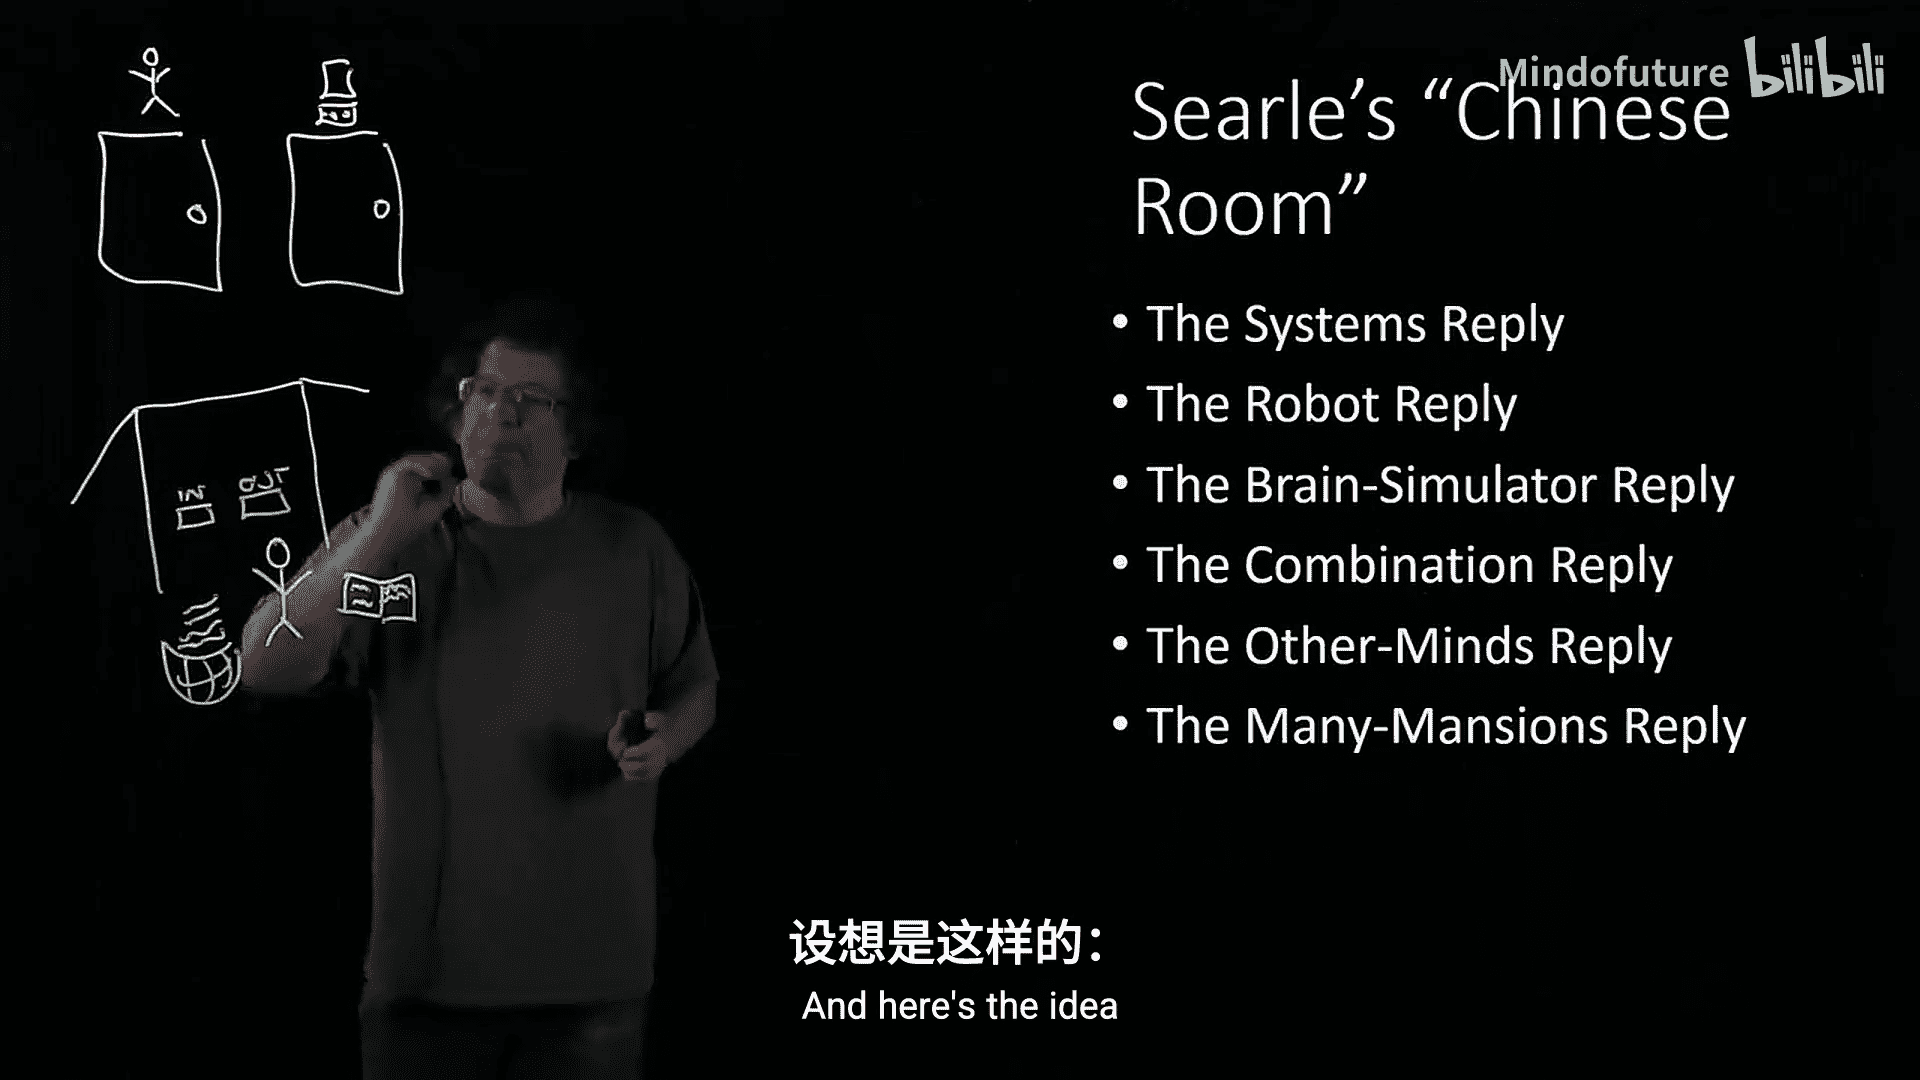 Mindofuture bilibili
Searle's “Chinese
Room”
• The Systems Reply
• The Robot Reply
• The Brain-Simulator Reply
• The Combination Reply
• The Other-Minds Reply
• The Many-Mansions Reply
IN OUT
设想是这样的：
And here's the idea